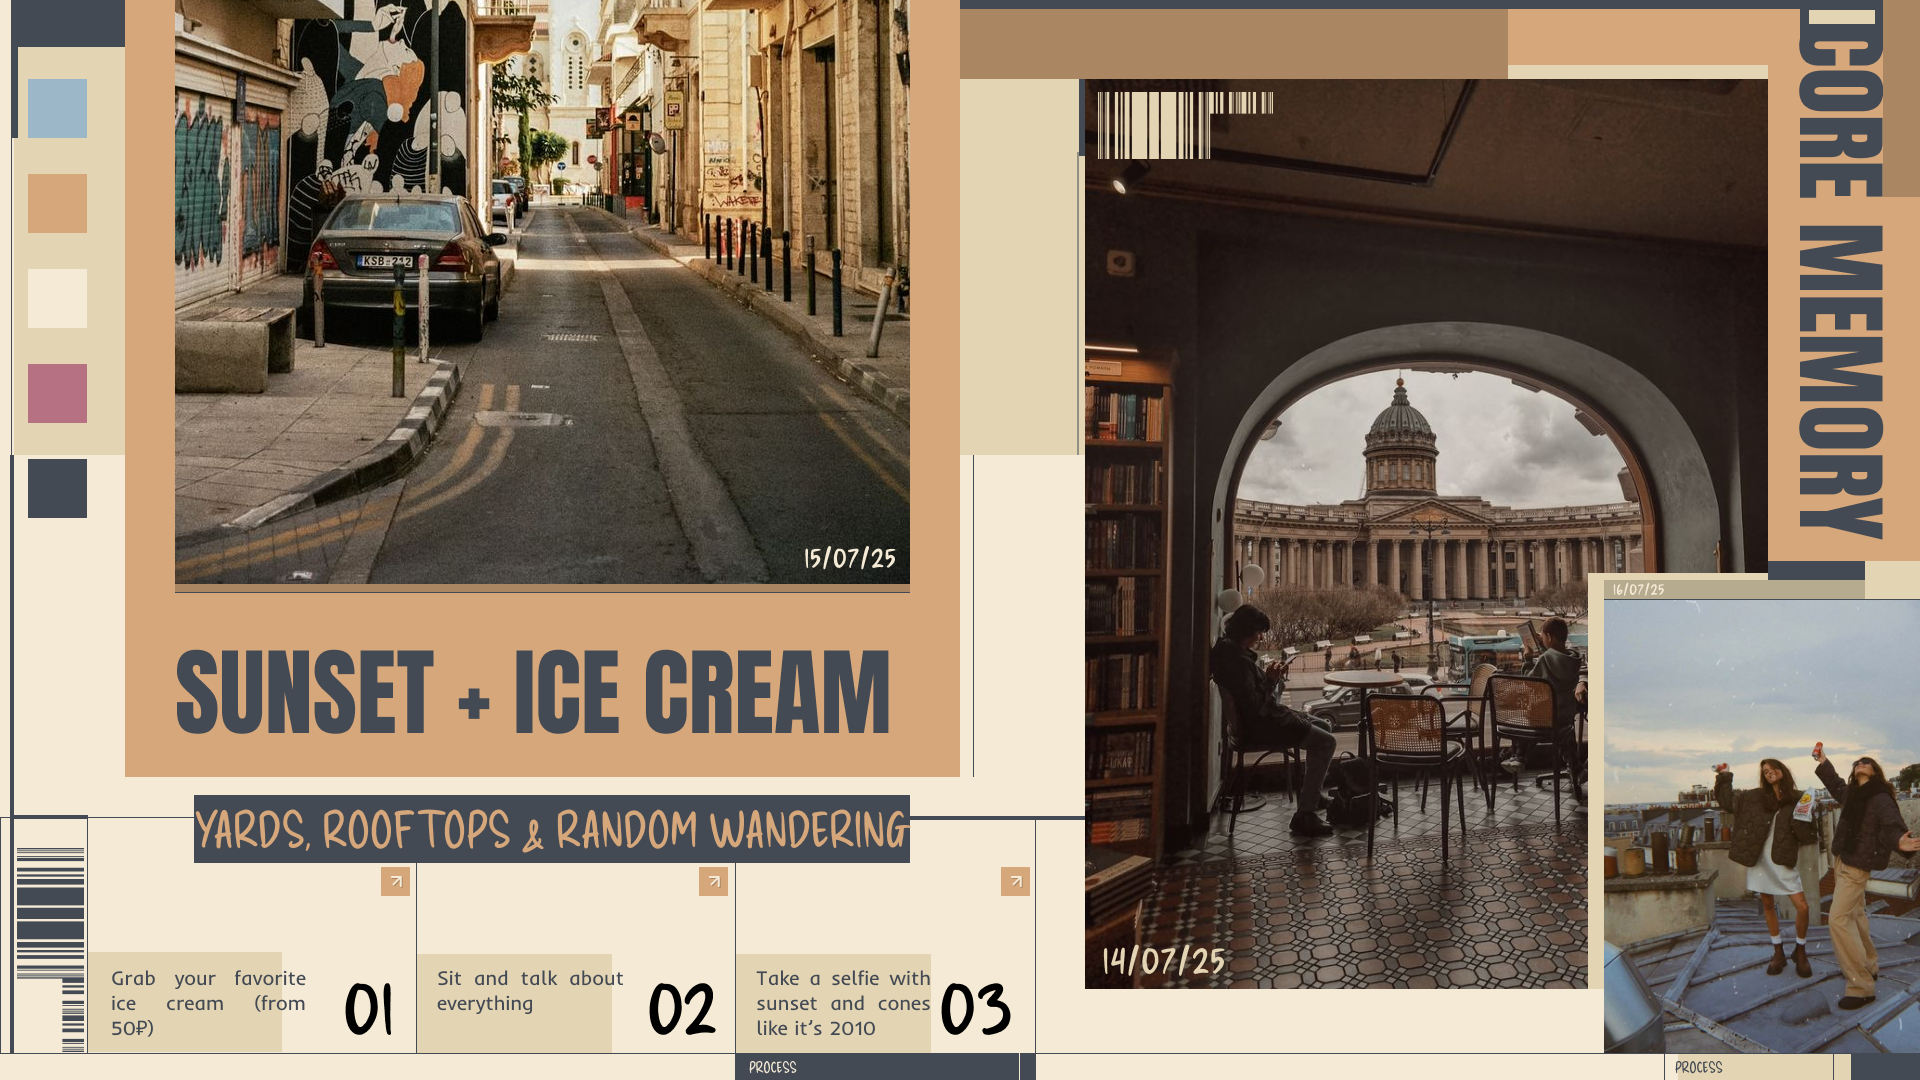 KSB 212
15/07/25
SUNSET + ICE CREAM
YARDS, ROOFTOPS & RANDOM WANDERING
Grab your favorite
ice cream (from
50₽)
01
Sit and talk about
everything
02
Take a selfie with
sunset and cones
like it's 2010
03
PROCESS
14/07/25
CORE MEMORY
16/07/25
PROCESS